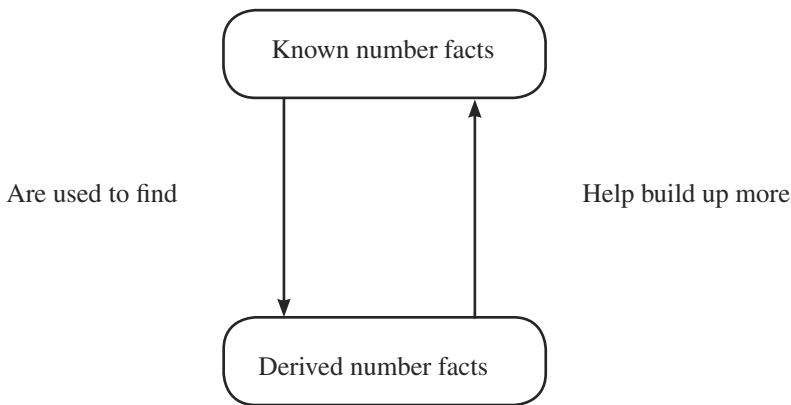 Known number facts
Are used to find
Help build up more
Derived number facts